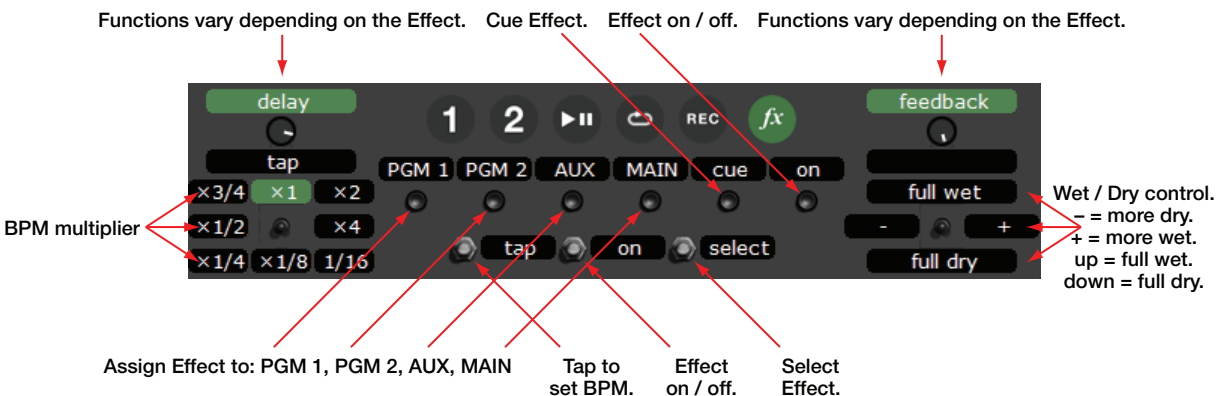 Functions vary depending on the Effect. Cue Effect. Effect on / off. Functions vary depending on the Effect.
delay
1 2 REC fx
feedback
tap
PGM 1 PGM 2 AUX MAIN cue on
×3/4 ×1 ×2
full wet
BPM multiplier
×1/2 ×4
- +
tap on select
×1/4 ×1/8 1/16
full dry
Wet / Dry control.
– = more dry.
+ = more wet.
up = full wet.
down = full dry.
Assign Effect to: PGM 1, PGM 2, AUX, MAIN
Tap to
set BPM.
Effect
on / off.
Select
Effect.